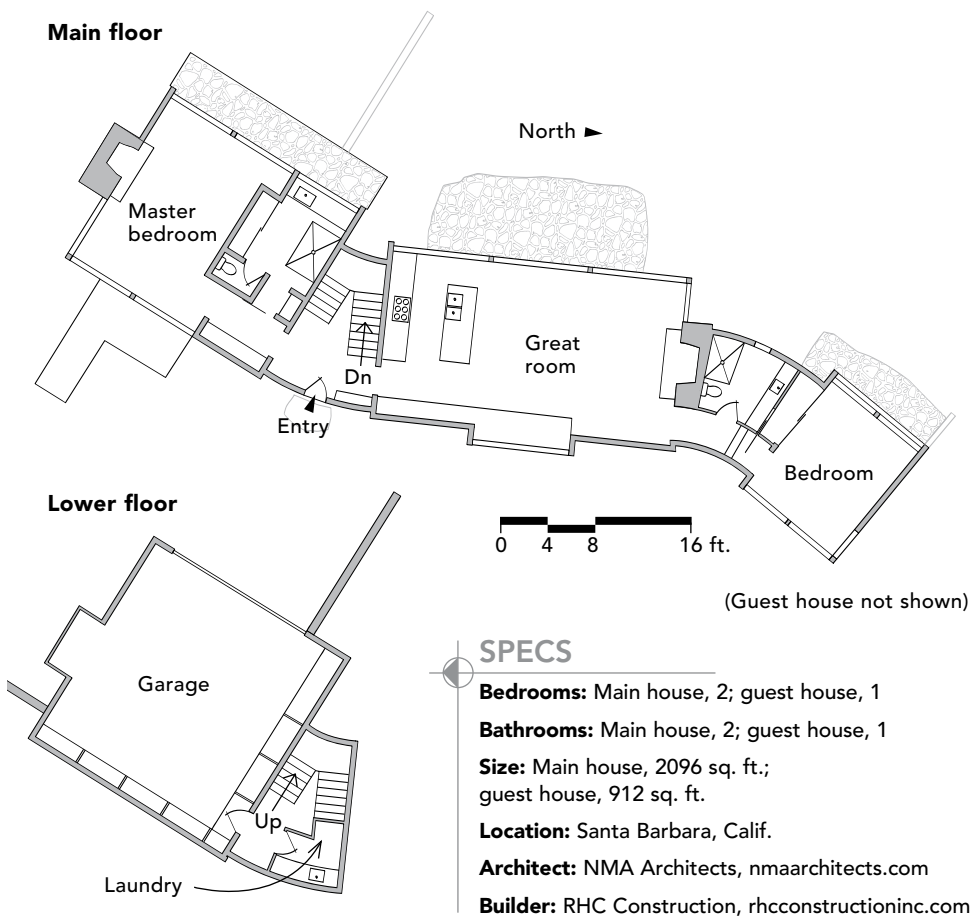 Main floor
North
Master
bedroom
Great
room
Dn
Entry
Bedroom
Lower floor
0 4 8 16 ft.
(Guest house not shown)
Garage
Up
Laundry
SPECS
Bedrooms: Main house, 2; guest house, 1
Bathrooms: Main house, 2; guest house, 1
Size: Main house, 2096 sq. ft.;
guest house, 912 sq. ft.
Location: Santa Barbara, Calif.
Architect: NMA Architects, nmaarchitects.com
Builder: RHC Construction, rhcconstructioninc.com